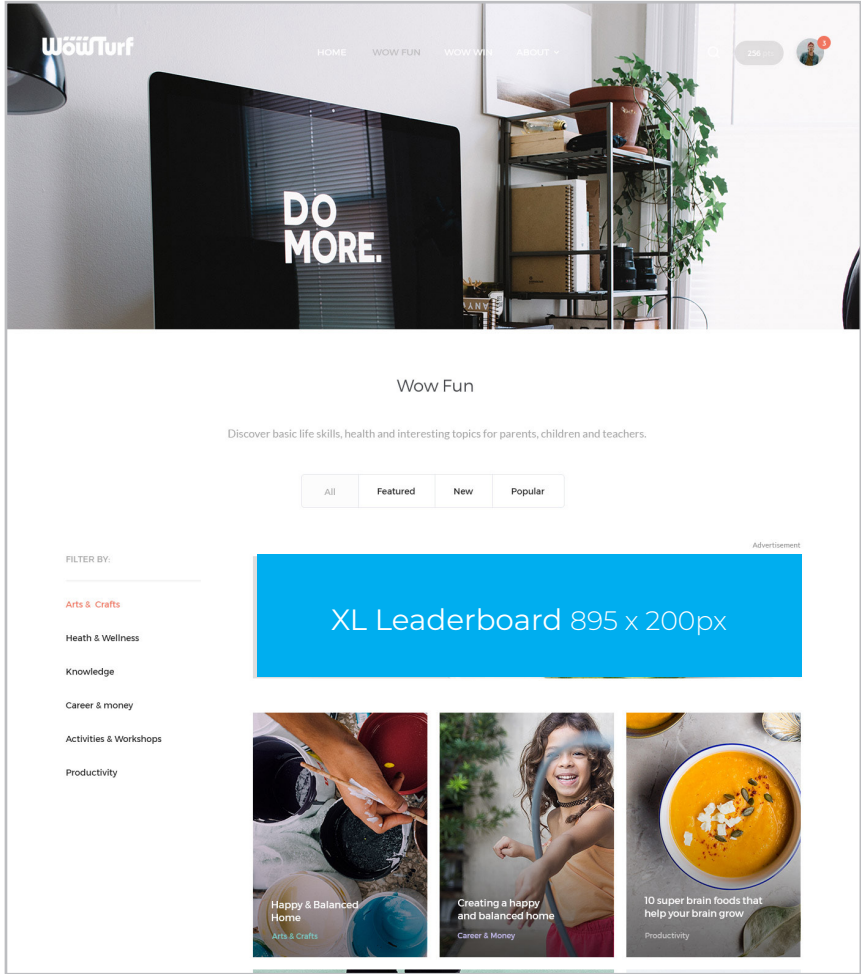 WowTurf
HOME WOW FUN WOW WIN ABOUT
250 pts
3
DO
MORE.
Wow Fun
Discover basic life skills, health and interesting topics for parents, children and teachers.
All Featured New Popular
Advertisement
FILTER BY:
Arts & Crafts
Heath & Wellness
Knowledge
Career & money
Activities & Workshops
Productivity
XL Leaderboard 895 x 200px
Happy & Balanced
Home
Arts & Crafts
Creating a happy
and balanced home
Career & Money
10 super brain foods that
help your brain grow
Productivity